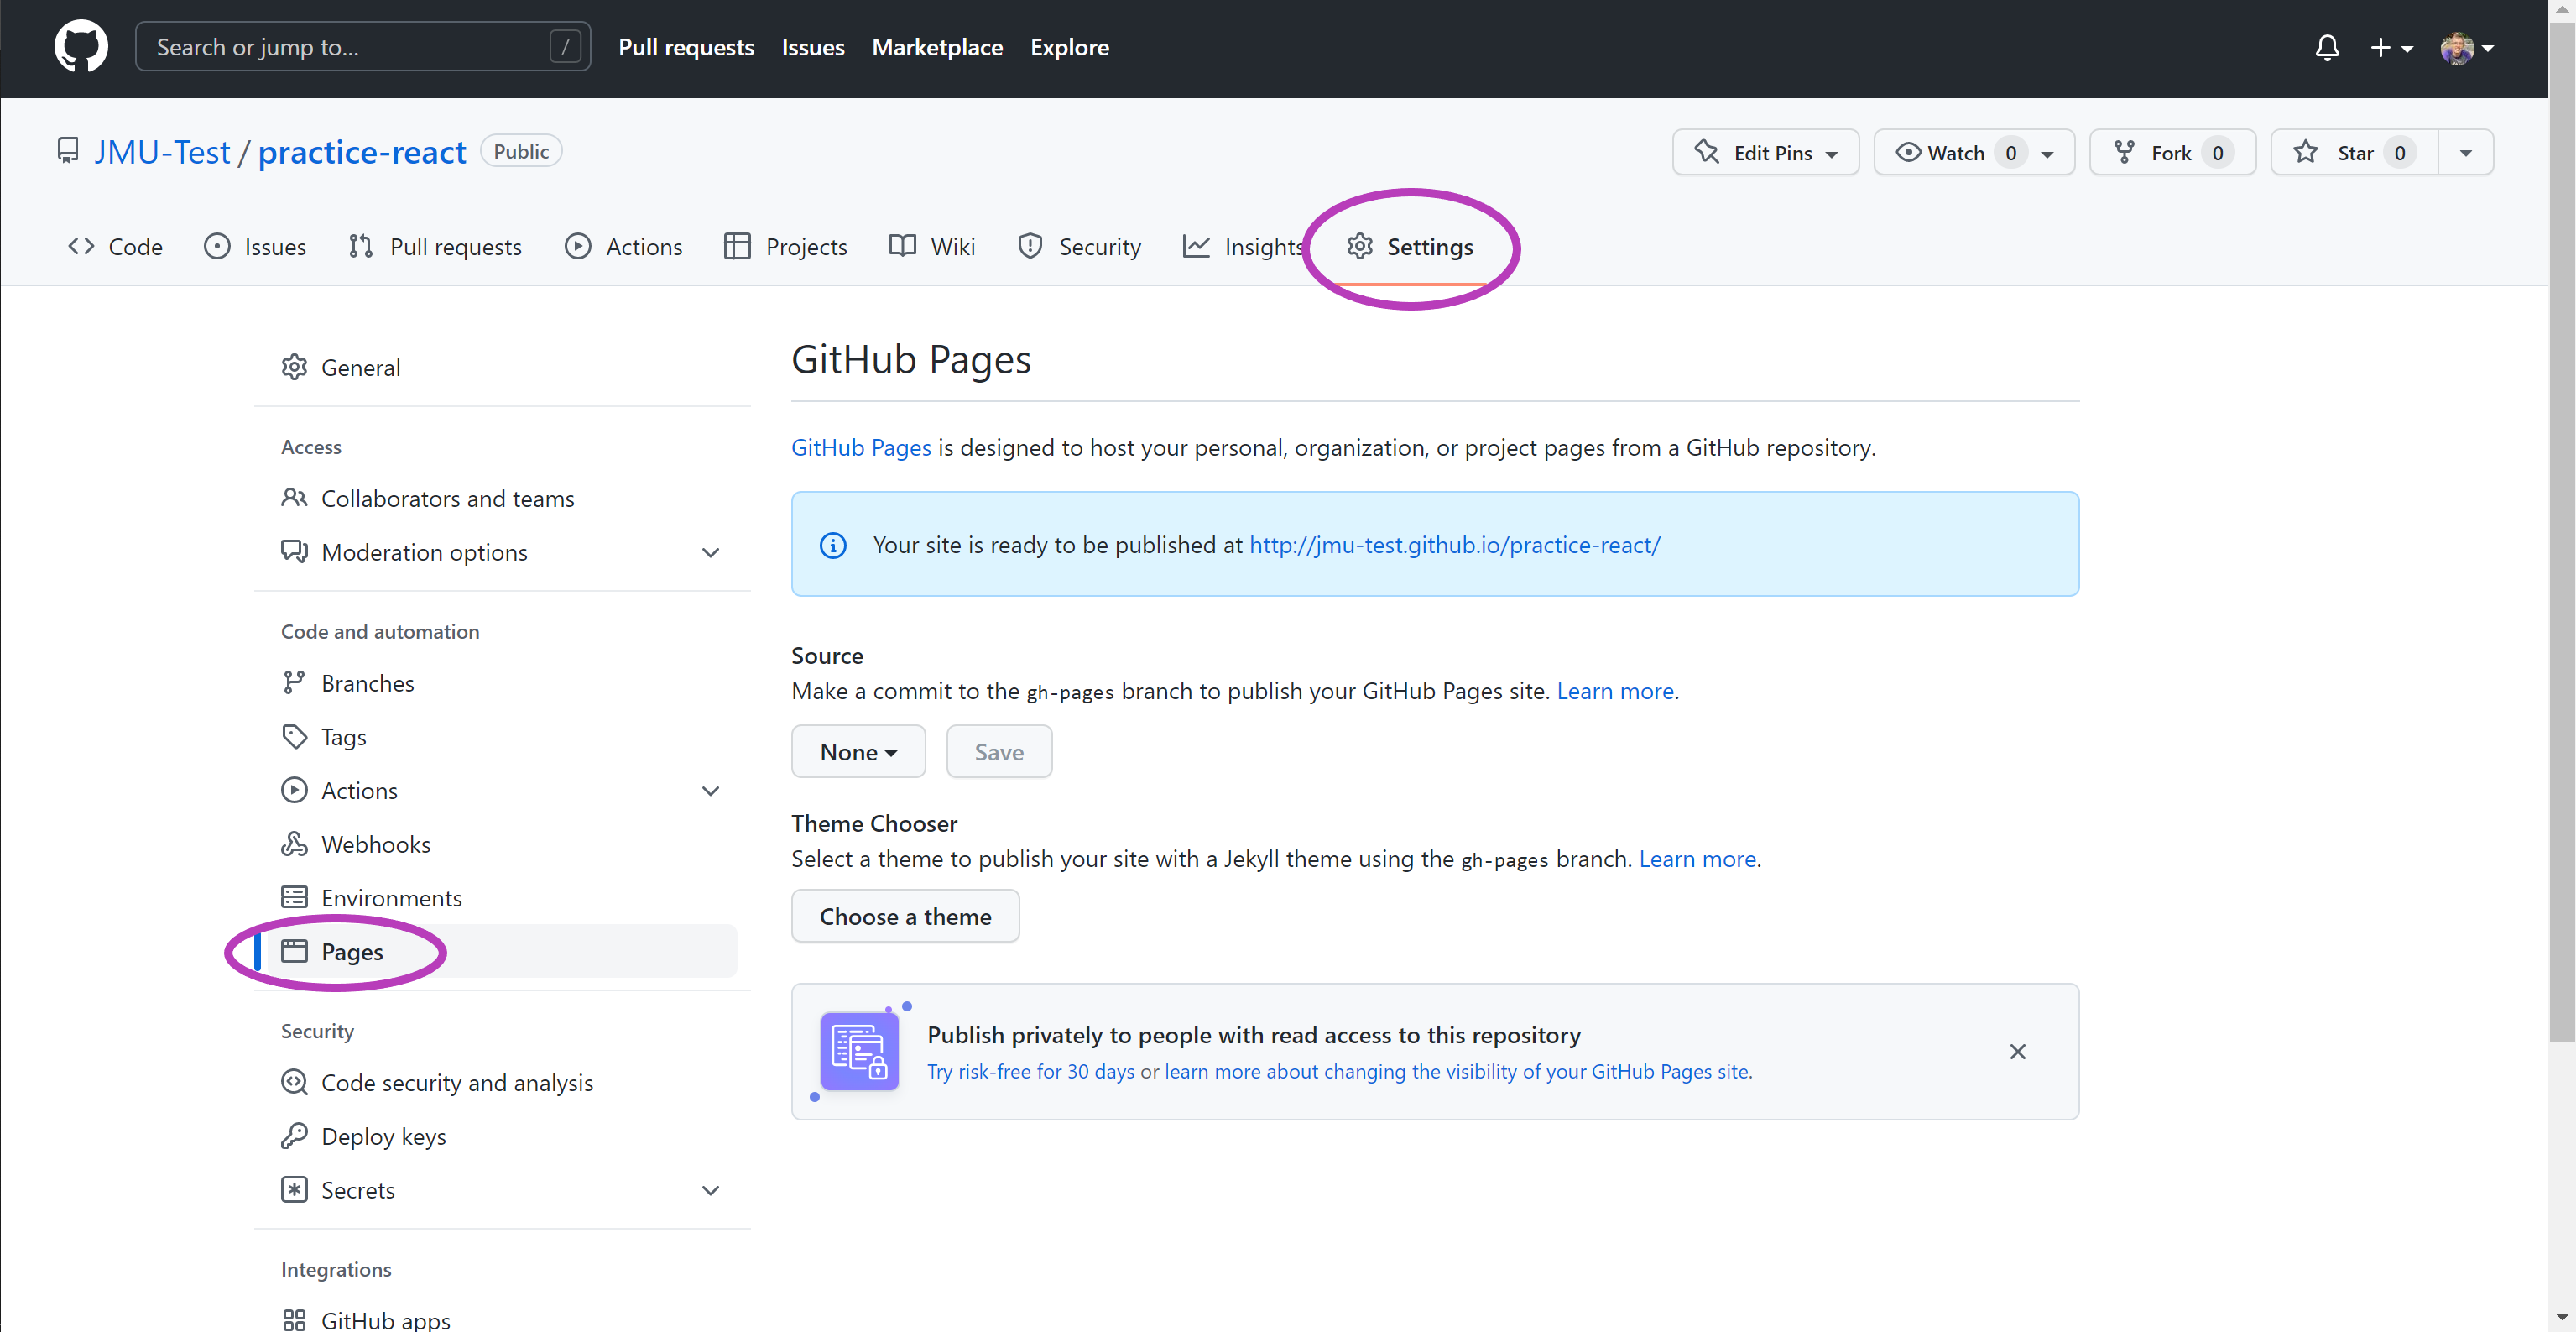 Search or jump to... /
Pull requests Issues Marketplace Explore
JMU-Test / practice-react Public
Edit Pins Watch 0 Fork 0 Star 0
Code Issues Pull requests Actions Projects Wiki Security Insights Settings
General
Access
Collaborators and teams
Moderation options
Code and automation
Branches
Tags
Actions
Webhooks
Environments
Pages
Security
Code security and analysis
Deploy keys
Secrets
Integrations
GitHub apps
GitHub Pages
GitHub Pages is designed to host your personal, organization, or project pages from a GitHub repository.
Your site is ready to be published at http://jmu-test.github.io/practice-react/
Source
Make a commit to the gh-pages branch to publish your GitHub Pages site. Learn more.
None Save
Theme Chooser
Select a theme to publish your site with a Jekyll theme using the gh-pages branch. Learn more.
Choose a theme
Publish privately to people with read access to this repository
Try risk-free for 30 days or learn more about changing the visibility of your GitHub Pages site.